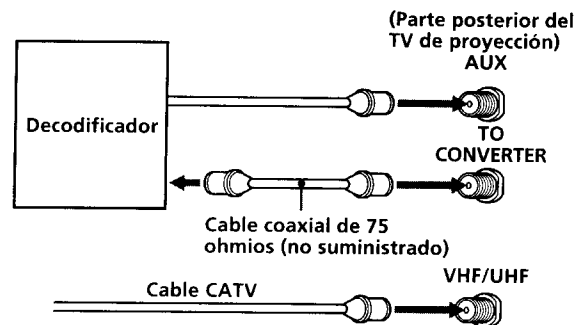 (Parte posterior del
TV de proyección)
AUX
Decodificador
TO
CONVERTER
Cable coaxial de 75
ohmios (no suministrado)
VHF/UHF
Cable CATV